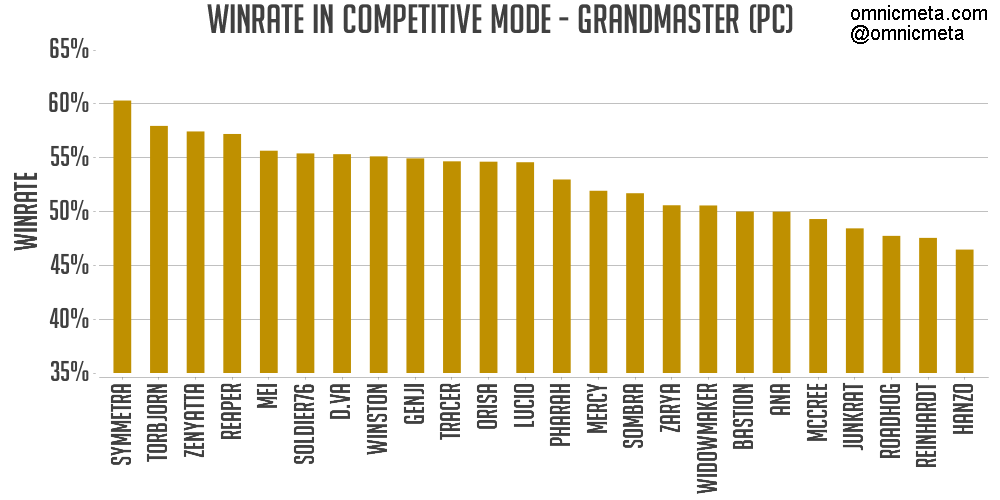 WINRATE IN COMPETITIVE MODE - GRANDMASTER (PC)
omnicmeta.com
@omnicmeta
65%
60%
55%
50%
45%
40%
35%
WINRATE
SYMMETRA
TORBJORN
ZENYATTA
REAPER
MEI
SOLDIER76
D.VA
WINSTON
GENJI
TRACER
ORISA
LUCIO
PHARAH
MERCY
SOMBRA
ZARYA
WIDOWMAKER
BASTION
ANA
MCCREE
JUNKRAT
ROADHOG
REINHARDT
HANZO